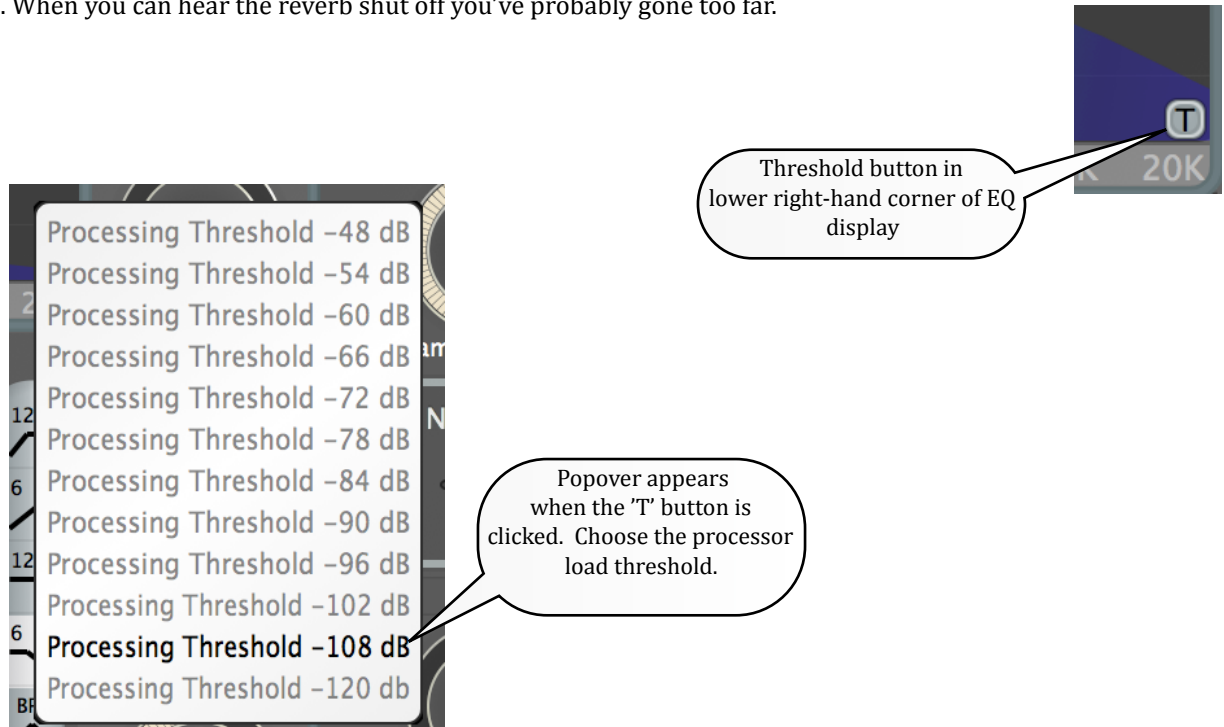 . When you can hear the reverb shut off you've probably gone too far.
T
20K
Threshold button in
lower right-hand corner of EQ
display
Processing Threshold -48 dB
Processing Threshold -54 dB
Processing Threshold -60 dB
Processing Threshold -66 dB
Processing Threshold -72 dB
Processing Threshold -78 dB
Processing Threshold -84 dB
Processing Threshold -90 dB
Processing Threshold -96 dB
Processing Threshold -102 dB
Processing Threshold -108 dB
Processing Threshold -120 db
12
6
12
6
Popover appears
when the 'T' button is
clicked.  Choose the processor
load threshold.